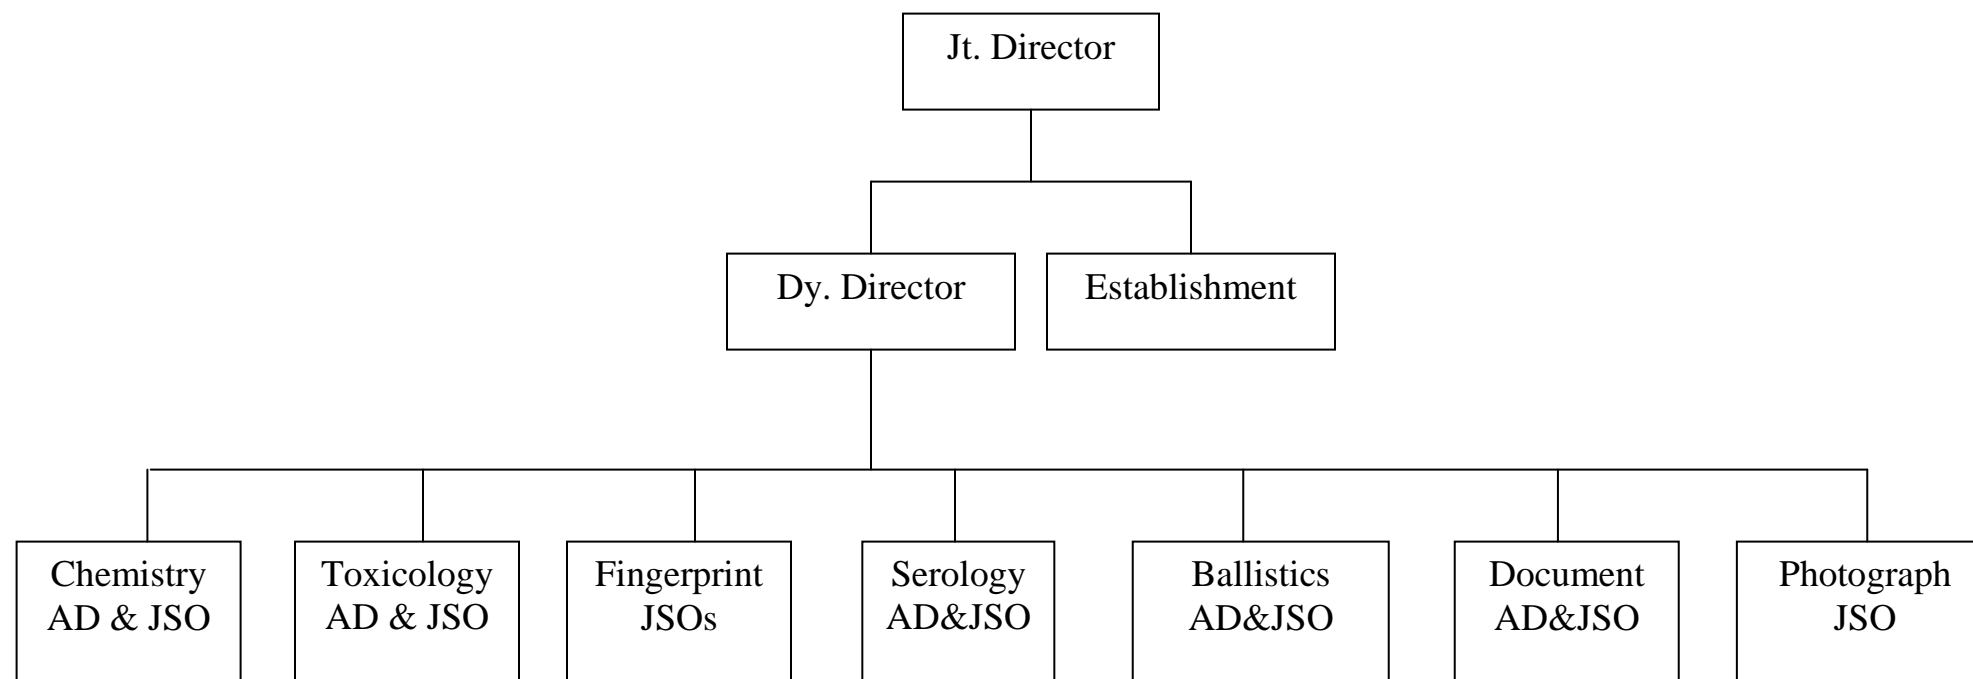 Jt. Director
Dy. Director
Establishment
Chemistry
AD & JSO
Toxicology
AD & JSO
Fingerprint
JSOs
Serology
AD&JSO
Ballistics
AD&JSO
Document
AD&JSO
Photograph
JSO